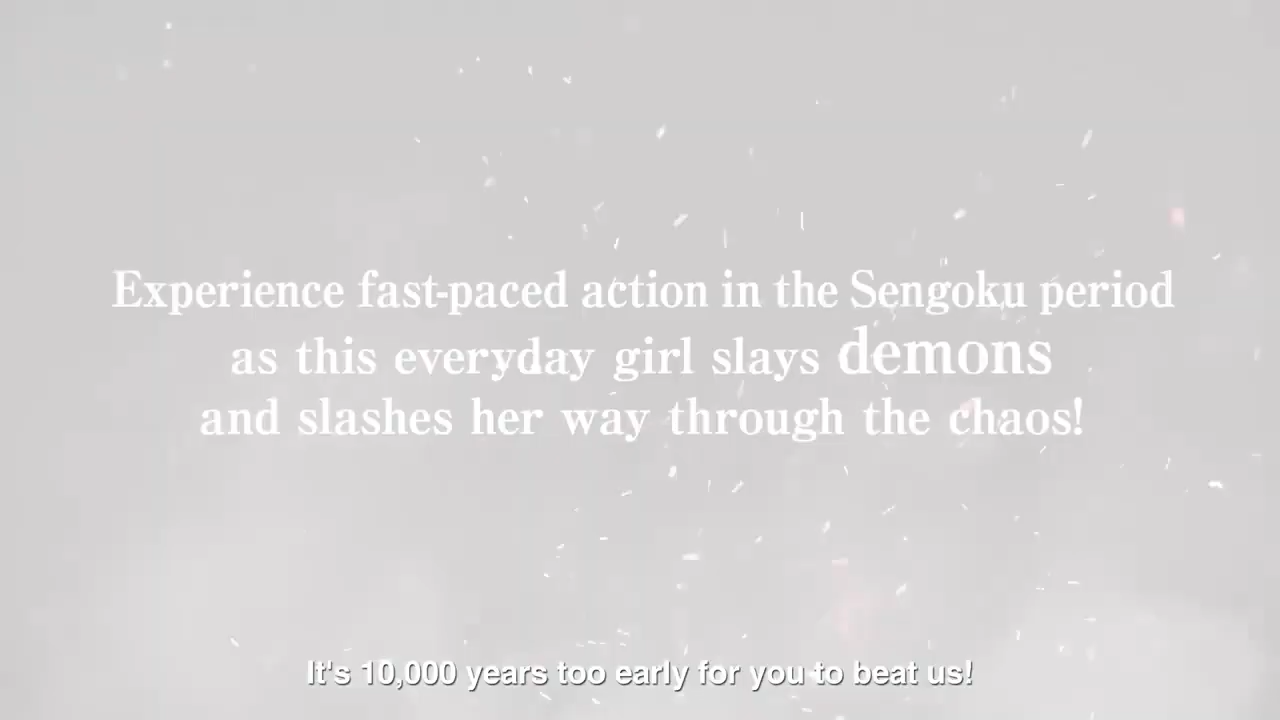 Experience fast-paced action in the Sengoku period
as this everyday girl slays demons
and slashes her way through the chaos!
It's 10,000 years too early for you to beat us!